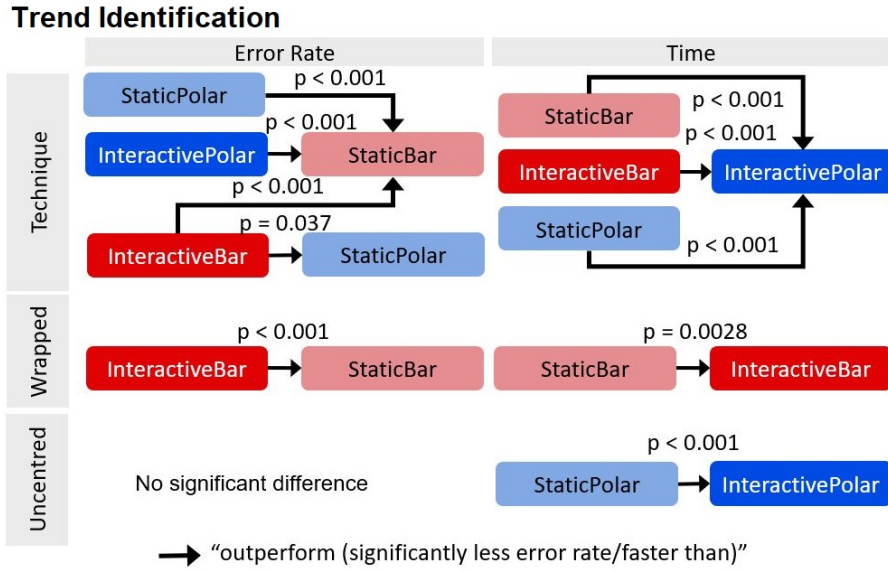 Trend Identification
Error Rate
Time
Technique
StaticPolar
p < 0.001
InteractivePolar
p < 0.001
StaticBar
p < 0.001
p = 0.037
InteractiveBar
StaticPolar
StaticBar
p < 0.001
p < 0.001
InteractiveBar
InteractivePolar
StaticPolar
p < 0.001
Wrapped
p < 0.001
InteractiveBar
StaticBar
p = 0.0028
StaticBar
InteractiveBar
Uncentred
No significant difference
p < 0.001
StaticPolar
InteractivePolar
"outperform (significantly less error rate/faster than)"